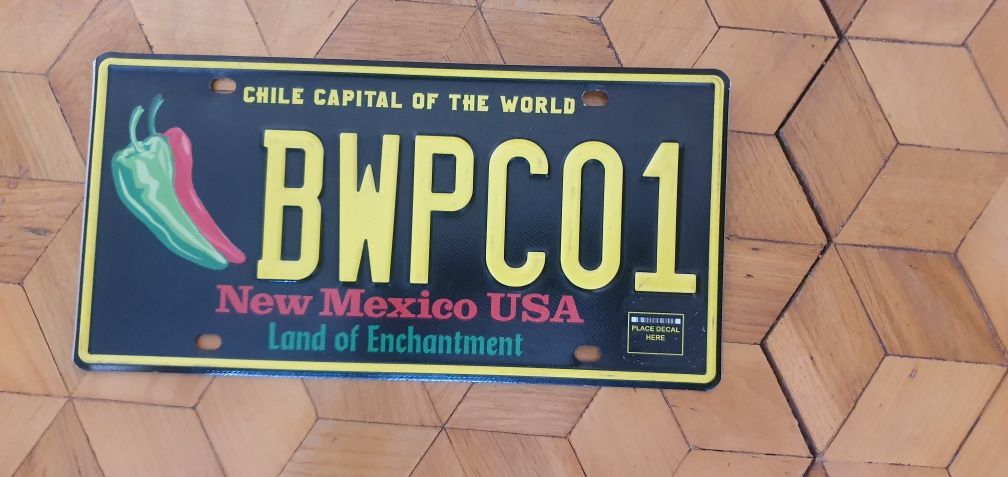 CHILE CAPITAL OF THE WORLD
BWPC01
New Mexico USA
Land of Enchantment
PLACE DECAL
HERE